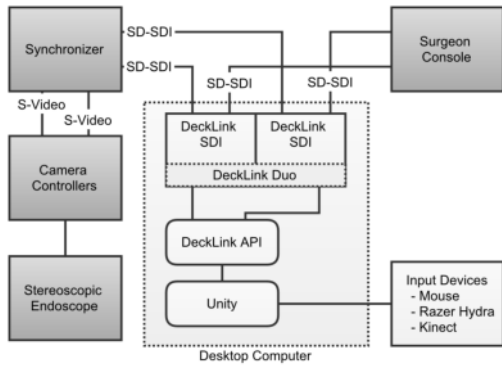 Synchronizer
SD-SDI
SD-SDI
Surgeon
Console
SD-SDI
SD-SDI
S-Video
S-Video
DeckLink
SDI
DeckLink
SDI
DeckLink Duo
Camera
Controllers
DeckLink API
Stereoscopic
Endoscope
Unity
Input Devices
- Mouse
- Razer Hydra
- Kinect
Desktop Computer